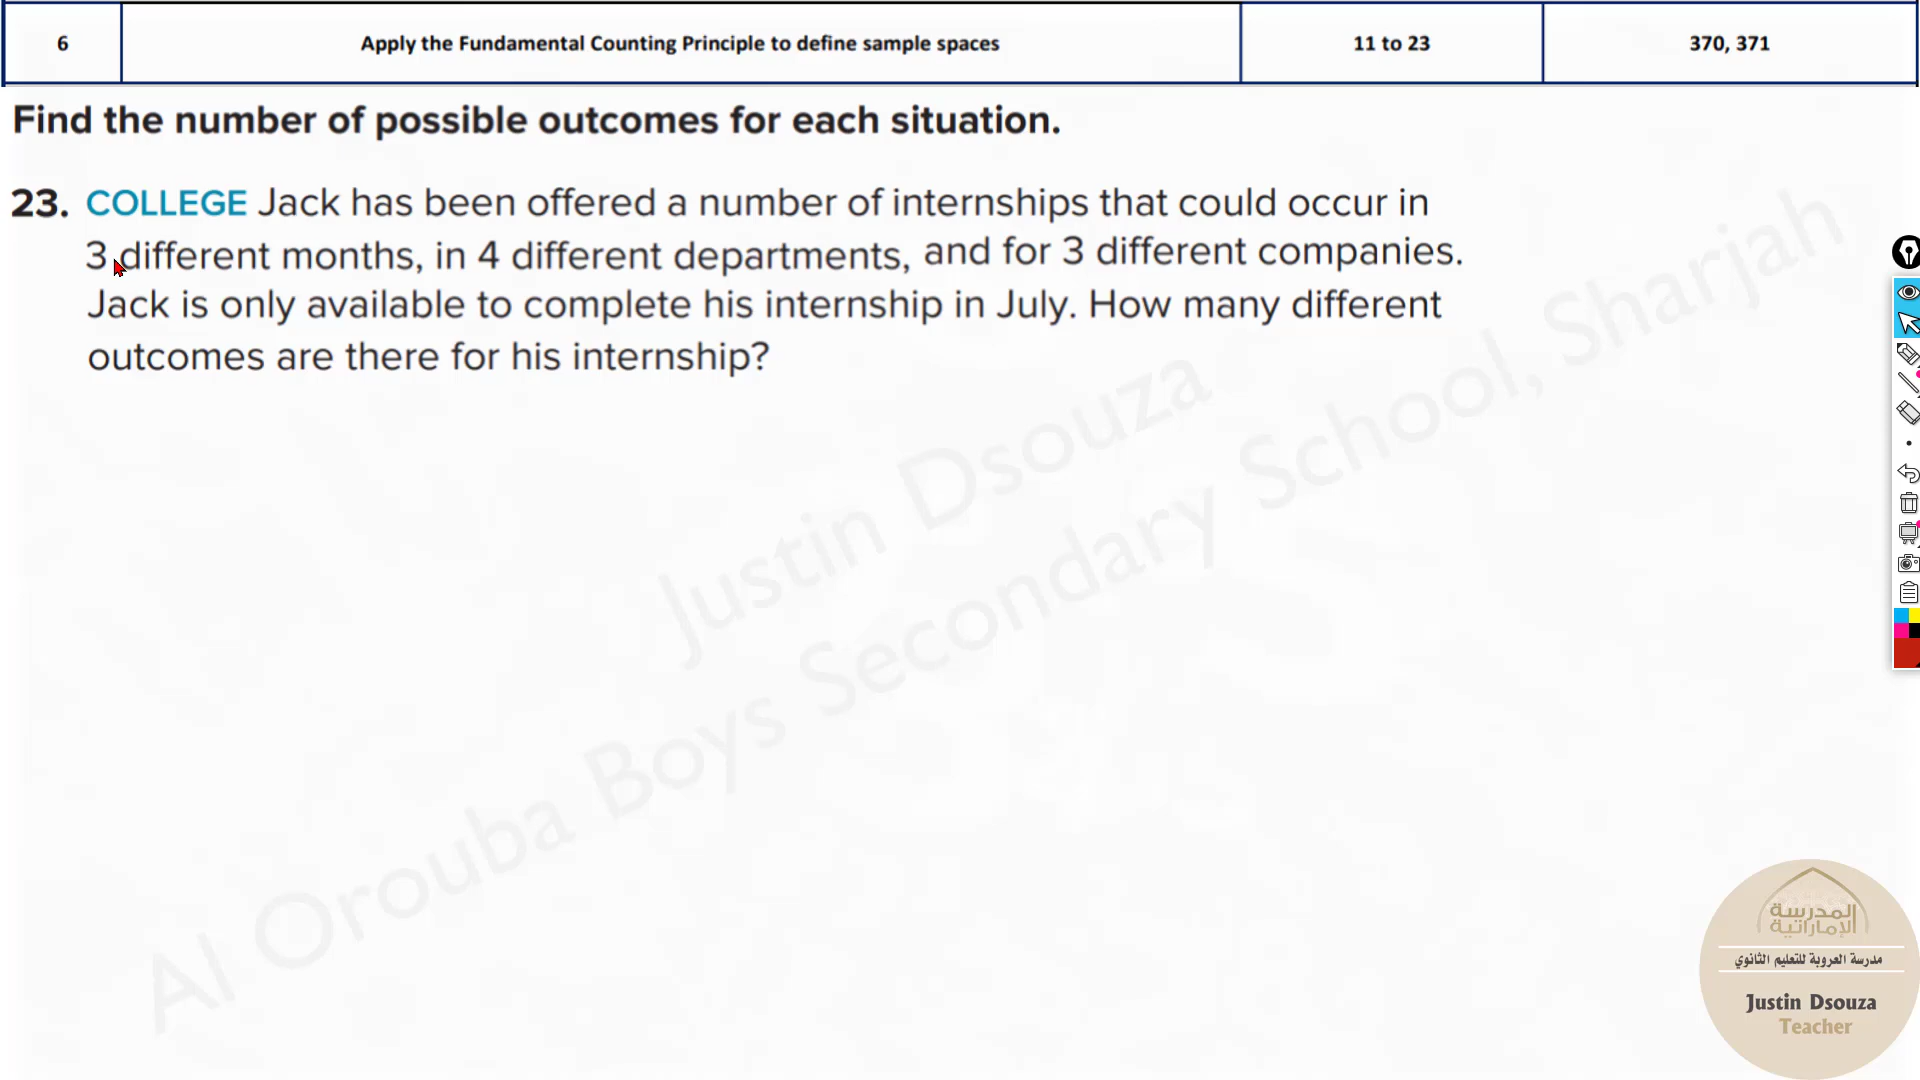 6 Apply the Fundamental Counting Principle to define sample spaces 11 to 23 370, 371
Find the number of possible outcomes for each situation.
23. COLLEGE Jack has been offered a number of internships that could occur in
3 different months, in 4 different departments, and for 3 different companies.
Jack is only available to complete his internship in July. How many different
outcomes are there for his internship?
Justin Dsouza
Al Orouba Boys Secondary School, Sharjah
المدرسة
الإماراتية
مدرسة العروبة للتعليم الثانوي
Justin Dsouza
Teacher